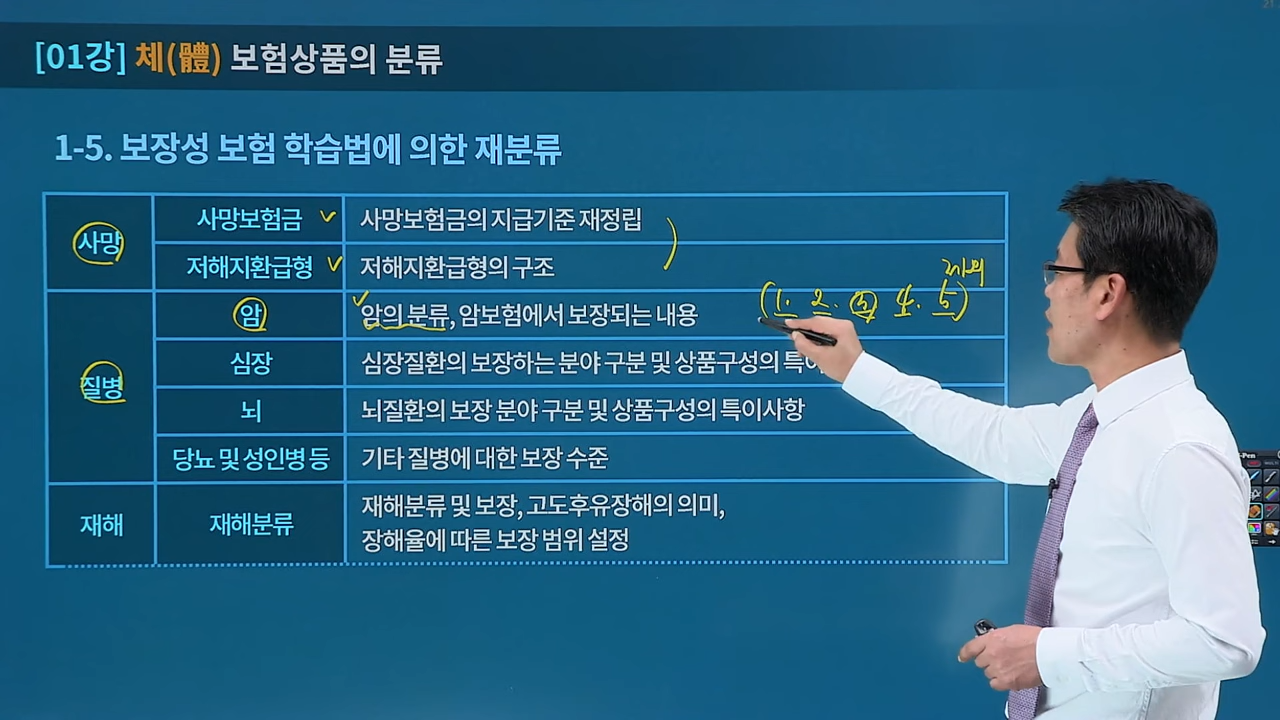 [01강] 체(體) 보험상품의 분류
1-5. 보장성 보험 학습법에 의한 재분류
사망
사망보험금
사망보험금의 지급기준 재정립
저해지환급형
저해지환급형의 구조
제외
질병
암
암의 분류, 암보험에서 보장되는 내용
(1. 2. ③ 4. 5)
심장
심장질환의 보장하는 분야 구분 및 상품구성의
뇌
뇌질환의 보장 분야 구분 및 상품구성의 특이사항
당뇨 및 성인병 등
기타 질병에 대한 보장 수준
재해
재해분류
재해분류 및 보장, 고도후유장해의 의미,
장해율에 따른 보장 범위 설정